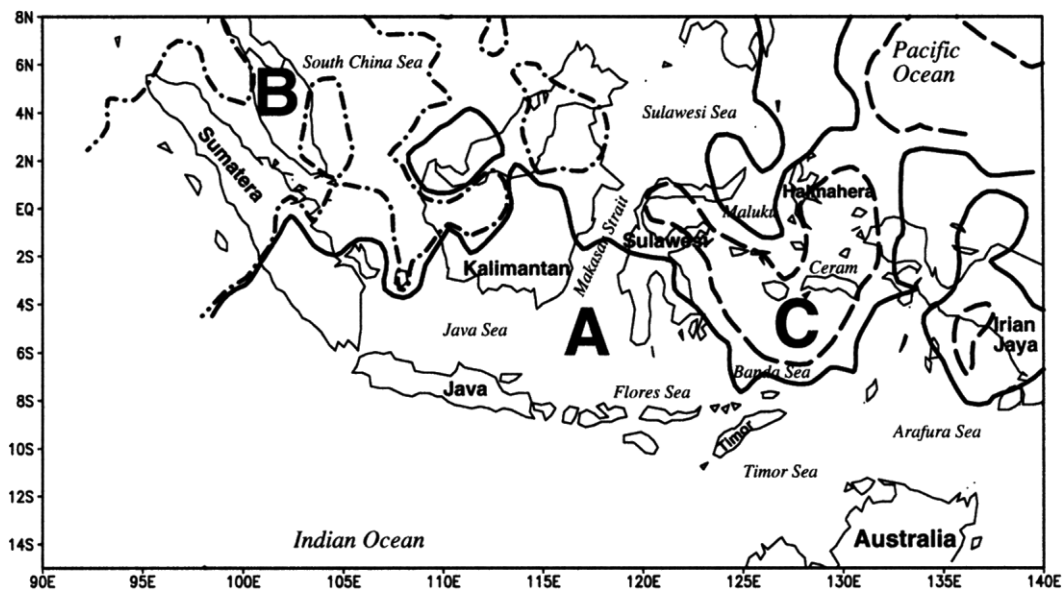 8N
6N
4N
2N
EQ
2S
4S
6S
8S
10S
12S
14S
90E
95E
100E
105E
110E
115E
120E
125E
130E
135E
140E
South China Sea
Pacific
Ocean
B
Sulawesi Sea
Sumatera
Halmahera
Maluku
Makasar Strait
Sulawesi
Kalimantan
Ceram
Java Sea
A
C
Irian
Jaya
Banda Sea
Java
Flores Sea
Timor
Arafura Sea
Timor Sea
Indian Ocean
Australia